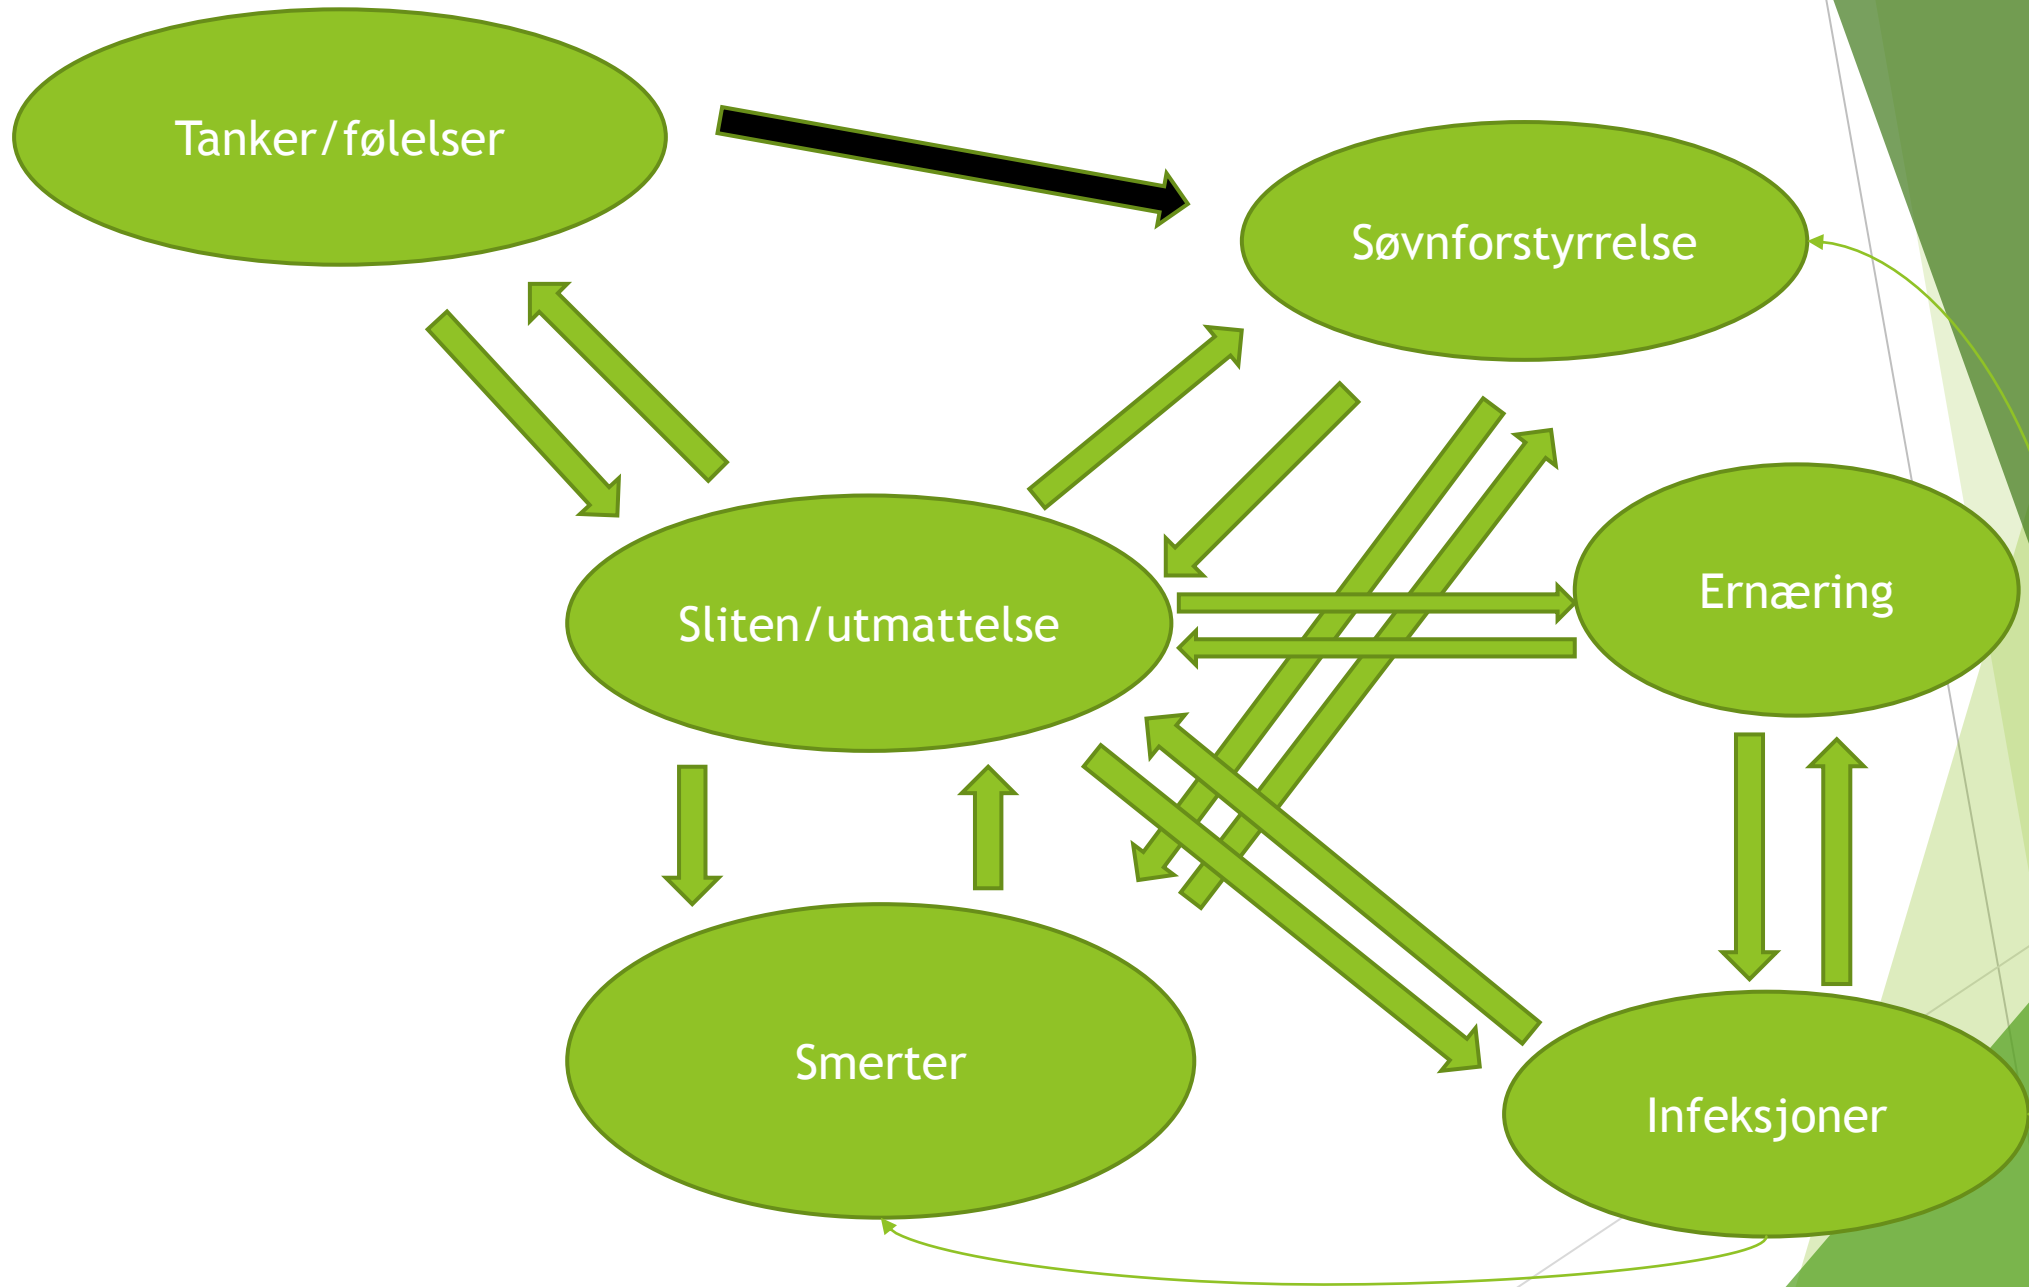 Tanker/følelser
Søvnforstyrrelse
Ernæring
Sliten/utmattelse
Smerter
Infeksjoner